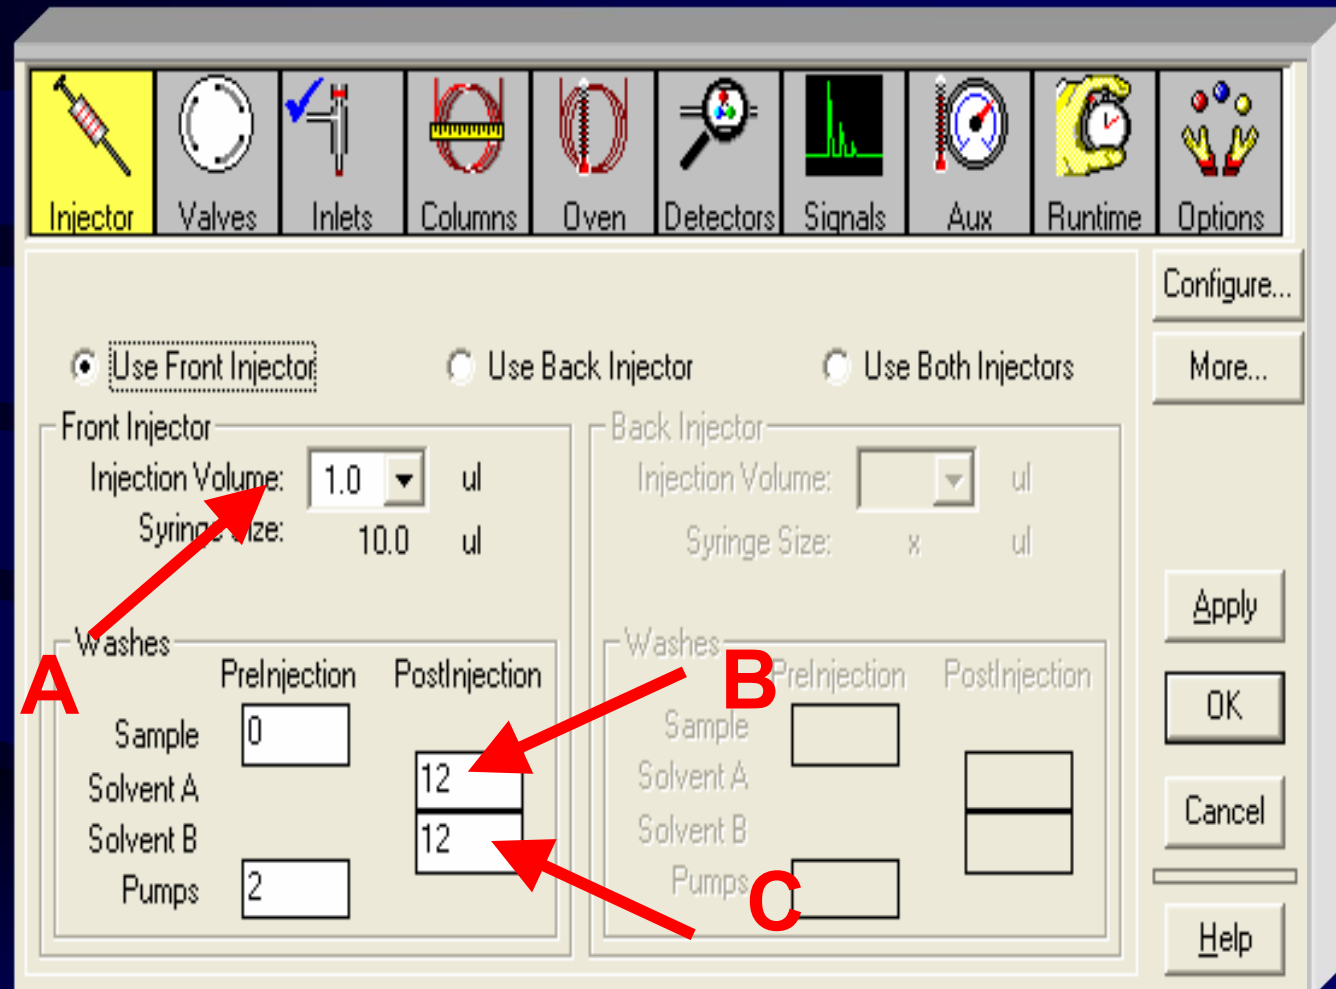 Injector Valves Inlets Columns Oven Detectors Signals Aux Runtime Options
Configure...
Use Front Injector Use Back Injector Use Both Injectors
More...
Front Injector
Injection Volume: 1.0 ul
Syringe Size: 10.0 ul
Back Injector
Injection Volume: ul
Syringe Size: x ul
Apply
A
Washes
PreInjection PostInjection
Sample 0
Solvent A 12
Solvent B 12
Pumps 2
B
Washes
PreInjection PostInjection
Sample
Solvent A
Solvent B
Pumps
C
OK
Cancel
Help